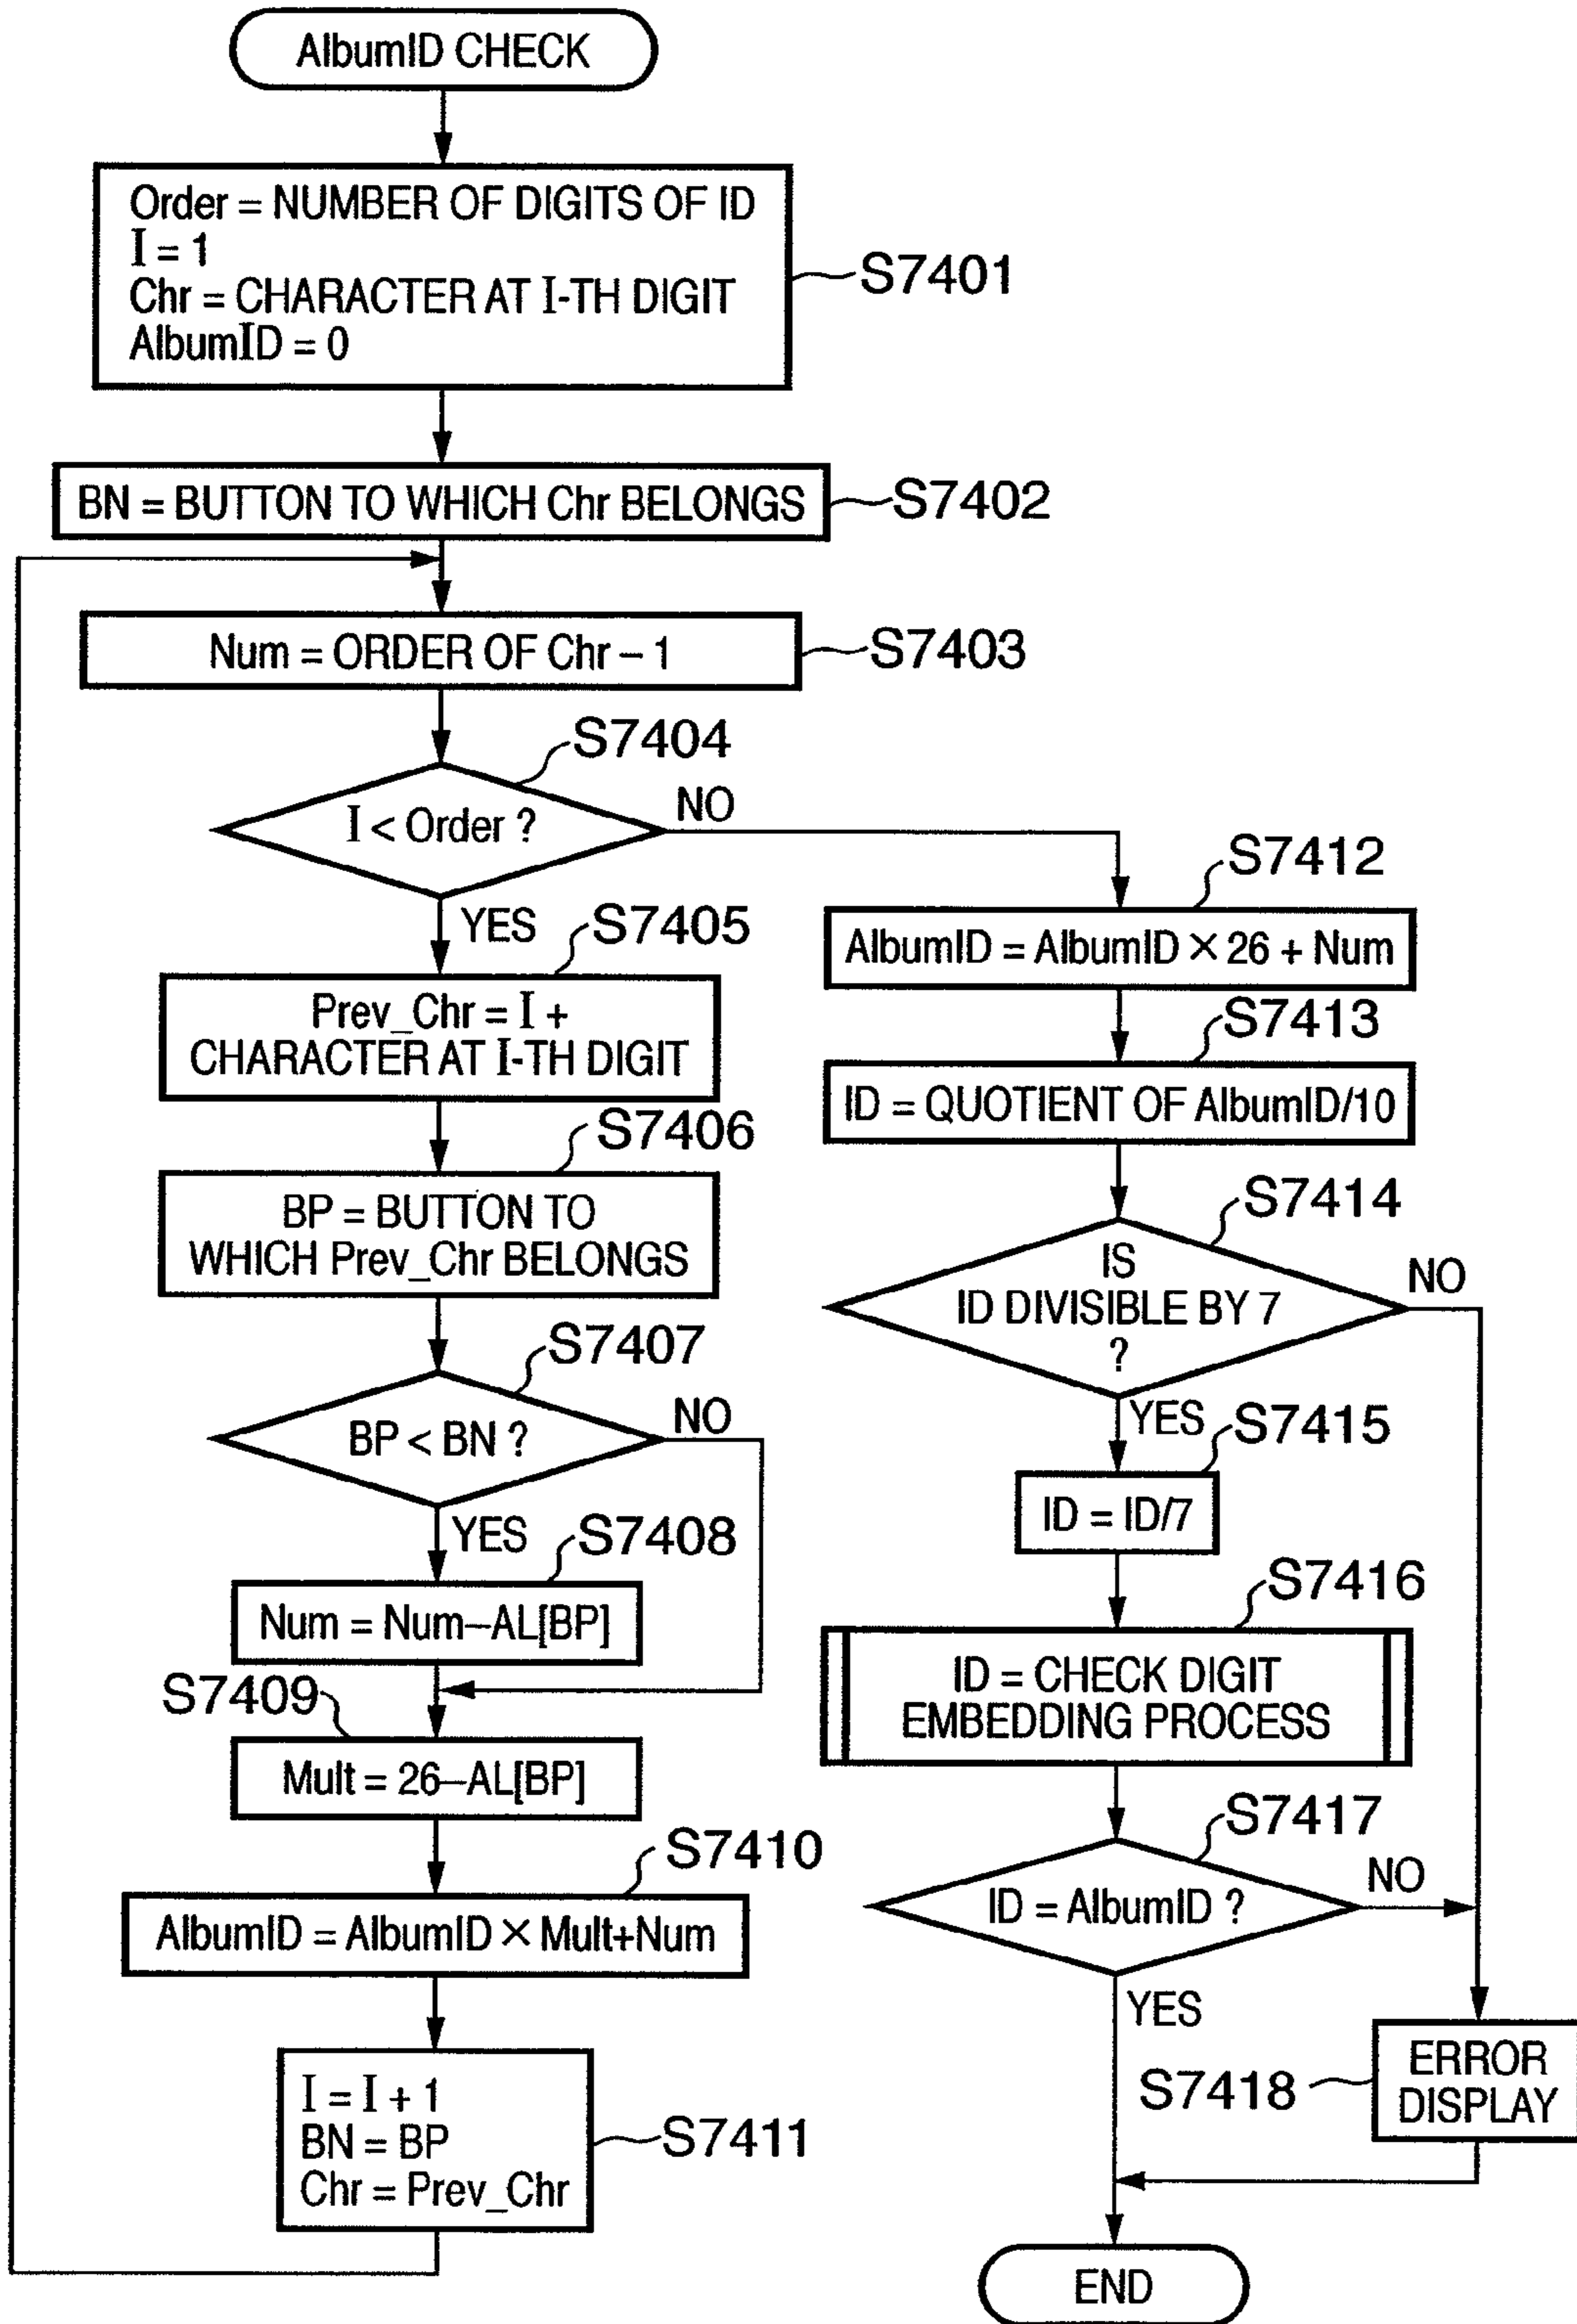 AlbumID CHECK
Order = NUMBER OF DIGITS OF ID
I = 1
Chr = CHARACTER AT I-TH DIGIT
AlbumID = 0
S7401
BN = BUTTON TO WHICH Chr BELONGS
S7402
Num = ORDER OF Chr – 1
S7403
S7404
I < Order ?
NO
YES
S7405
Prev_Chr = I +
CHARACTER AT I-TH DIGIT
S7406
BP = BUTTON TO
WHICH Prev_Chr BELONGS
S7407
BP < BN ?
NO
YES
S7408
Num = Num–AL[BP]
S7409
Mult = 26–AL[BP]
S7410
AlbumID = AlbumID × Mult+Num
I = I + 1
BN = BP
Chr = Prev_Chr
S7411
S7412
AlbumID = AlbumID × 26 + Num
S7413
ID = QUOTIENT OF AlbumID/10
S7414
IS
ID DIVISIBLE BY 7
?
NO
YES
S7415
ID = ID/7
S7416
ID = CHECK DIGIT
EMBEDDING PROCESS
S7417
ID = AlbumID ?
NO
YES
S7418
ERROR
DISPLAY
END